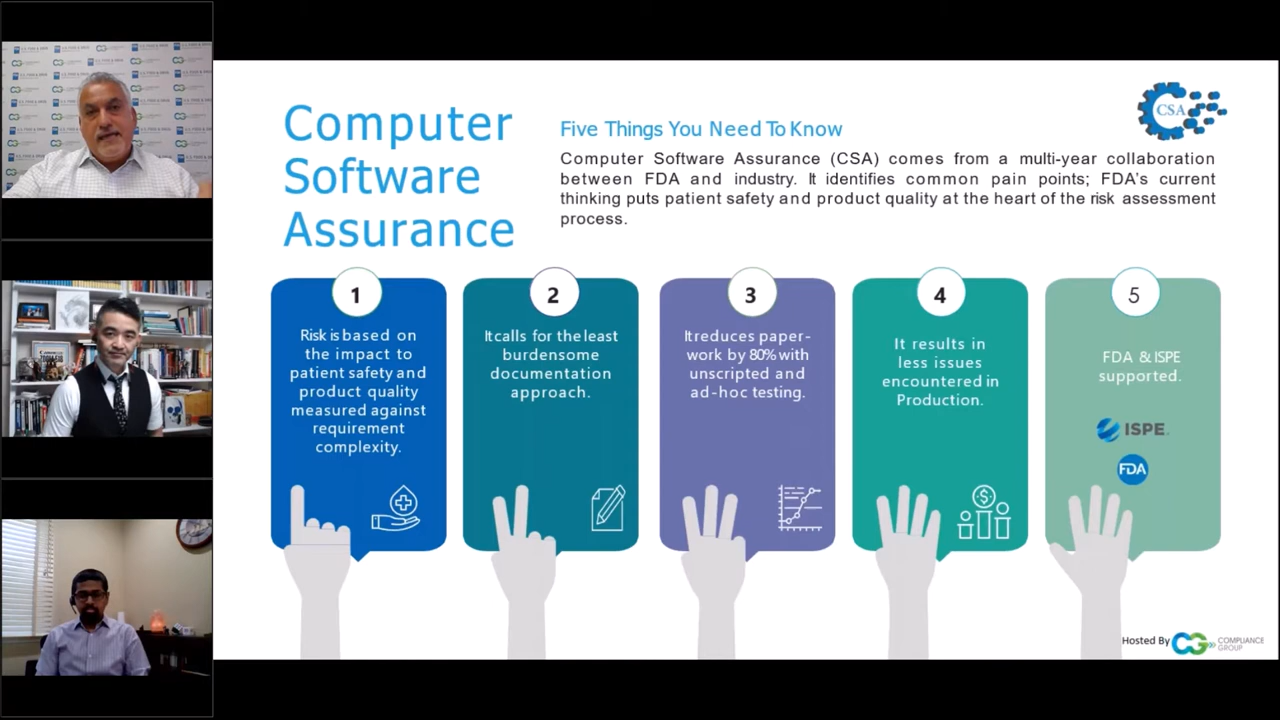 Computer
Software
Assurance
Five Things You Need To Know
Computer Software Assurance (CSA) comes from a multi-year collaboration
between FDA and industry. It identifies common pain points; FDA's current
thinking puts patient safety and product quality at the heart of the risk assessment
process.
CSA
1
Risk is based on
the impact to
patient safety and
product quality
measured against
requirement
complexity.
2
It calls for the least
burdensome
documentation
approach.
3
It reduces paper-
work by 80% with
unscripted and
ad-hoc testing.
4
It results in
less issues
encountered in
Production.
5
FDA & ISPE
supported.
ISPE.
FDA
Hosted By
CG
COMPLIANCE
GROUP